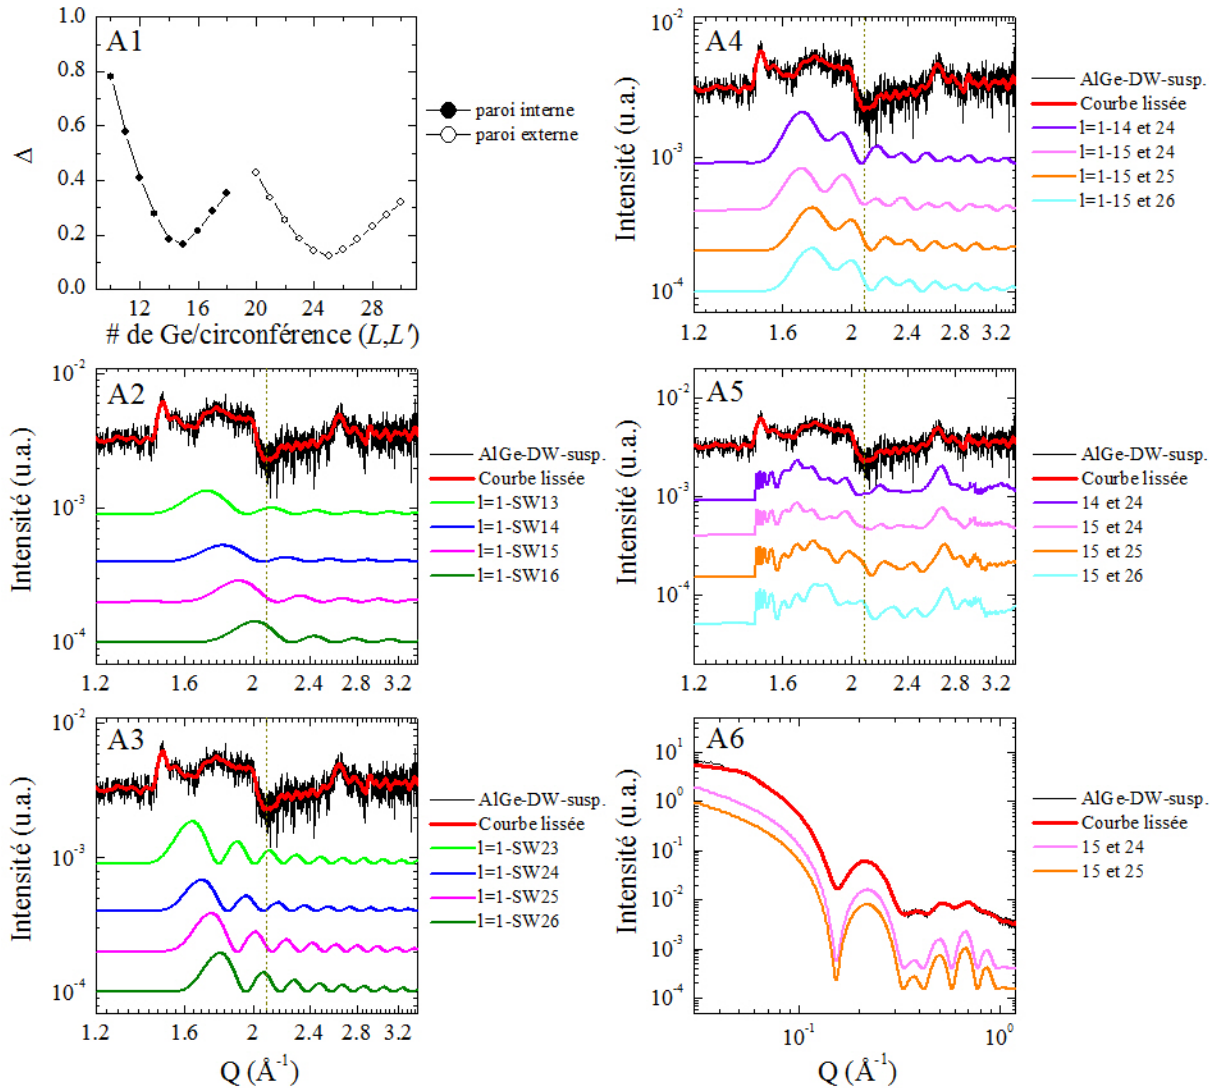 A1
1.0
0.8
0.6
0.4
0.2
0.0
Δ
12 16 20 24 28
# de Ge/circonférence (L,L')
paroi interne
paroi externe
A2
10⁻²
10⁻³
10⁻⁴
Intensité (u.a.)
1.2 1.6 2 2.4 2.8 3.2
AlGe-DW-susp.
Courbe lissée
l=1-SW13
l=1-SW14
l=1-SW15
l=1-SW16
A3
10⁻²
10⁻³
10⁻⁴
Intensité (u.a.)
1.2 1.6 2 2.4 2.8 3.2
Q (Å⁻¹)
AlGe-DW-susp.
Courbe lissée
l=1-SW23
l=1-SW24
l=1-SW25
l=1-SW26
A4
10⁻²
10⁻³
10⁻⁴
Intensité (u.a.)
1.2 1.6 2 2.4 2.8 3.2
AlGe-DW-susp.
Courbe lissée
l=1-14 et 24
l=1-15 et 24
l=1-15 et 25
l=1-15 et 26
A5
10⁻²
10⁻³
10⁻⁴
Intensité (u.a.)
1.2 1.6 2 2.4 2.8 3.2
AlGe-DW-susp.
Courbe lissée
14 et 24
15 et 24
15 et 25
15 et 26
A6
10¹
10⁰
10⁻¹
10⁻²
10⁻³
10⁻⁴
Intensité (u.a.)
10⁻¹ 10⁰
Q (Å⁻¹)
AlGe-DW-susp.
Courbe lissée
15 et 24
15 et 25